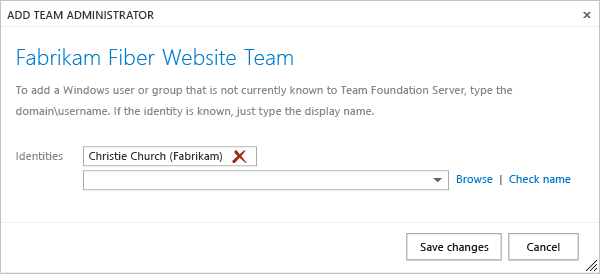 ADD TEAM ADMINISTRATOR
Fabrikam Fiber Website Team
To add a Windows user or group that is not currently known to Team Foundation Server, type the
domain\username. If the identity is known, just type the display name.
Identities Christie Church (Fabrikam)
Browse | Check name
Save changes Cancel